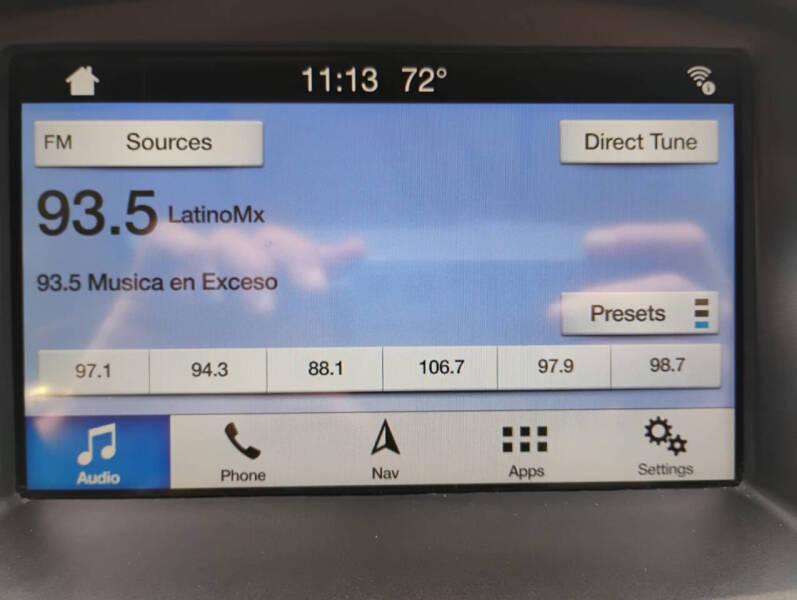 11:13 72°
FM Sources
Direct Tune
93.5 LatinoMx
93.5 Musica en Exceso
Presets
97.1 94.3 88.1 106.7 97.9 98.7
Audio Phone Nav Apps Settings